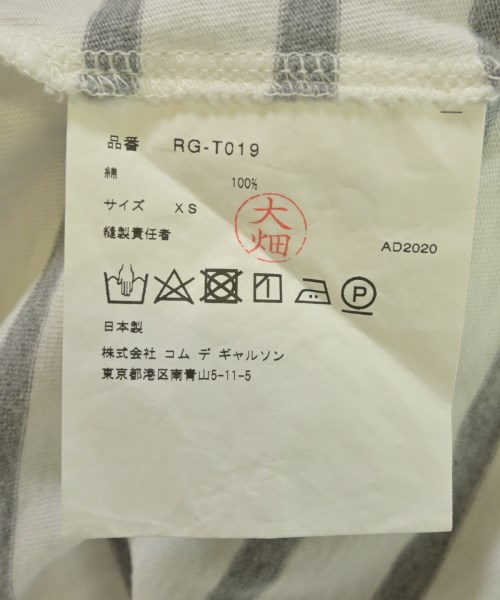 品番 RG-T019
綿 100%
サイズ XS
縫製責任者 大畑
AD2020
日本製
株式会社 コム デ ギャルソン
東京都港区南青山5-11-5